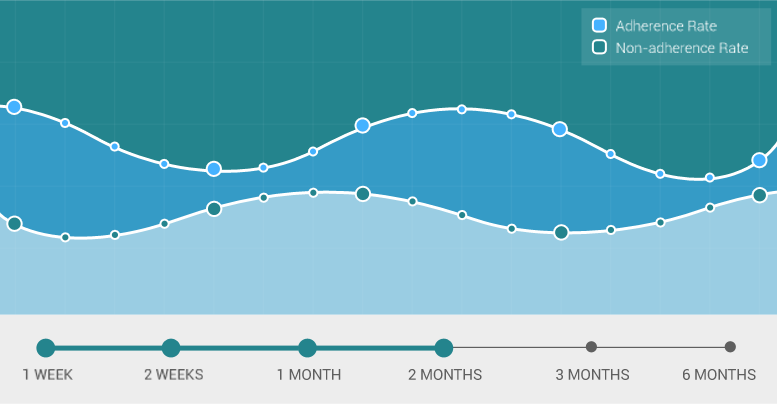 Adherence Rate
Non-adherence Rate
1 WEEK
2 WEEKS
1 MONTH
2 MONTHS
3 MONTHS
6 MONTHS